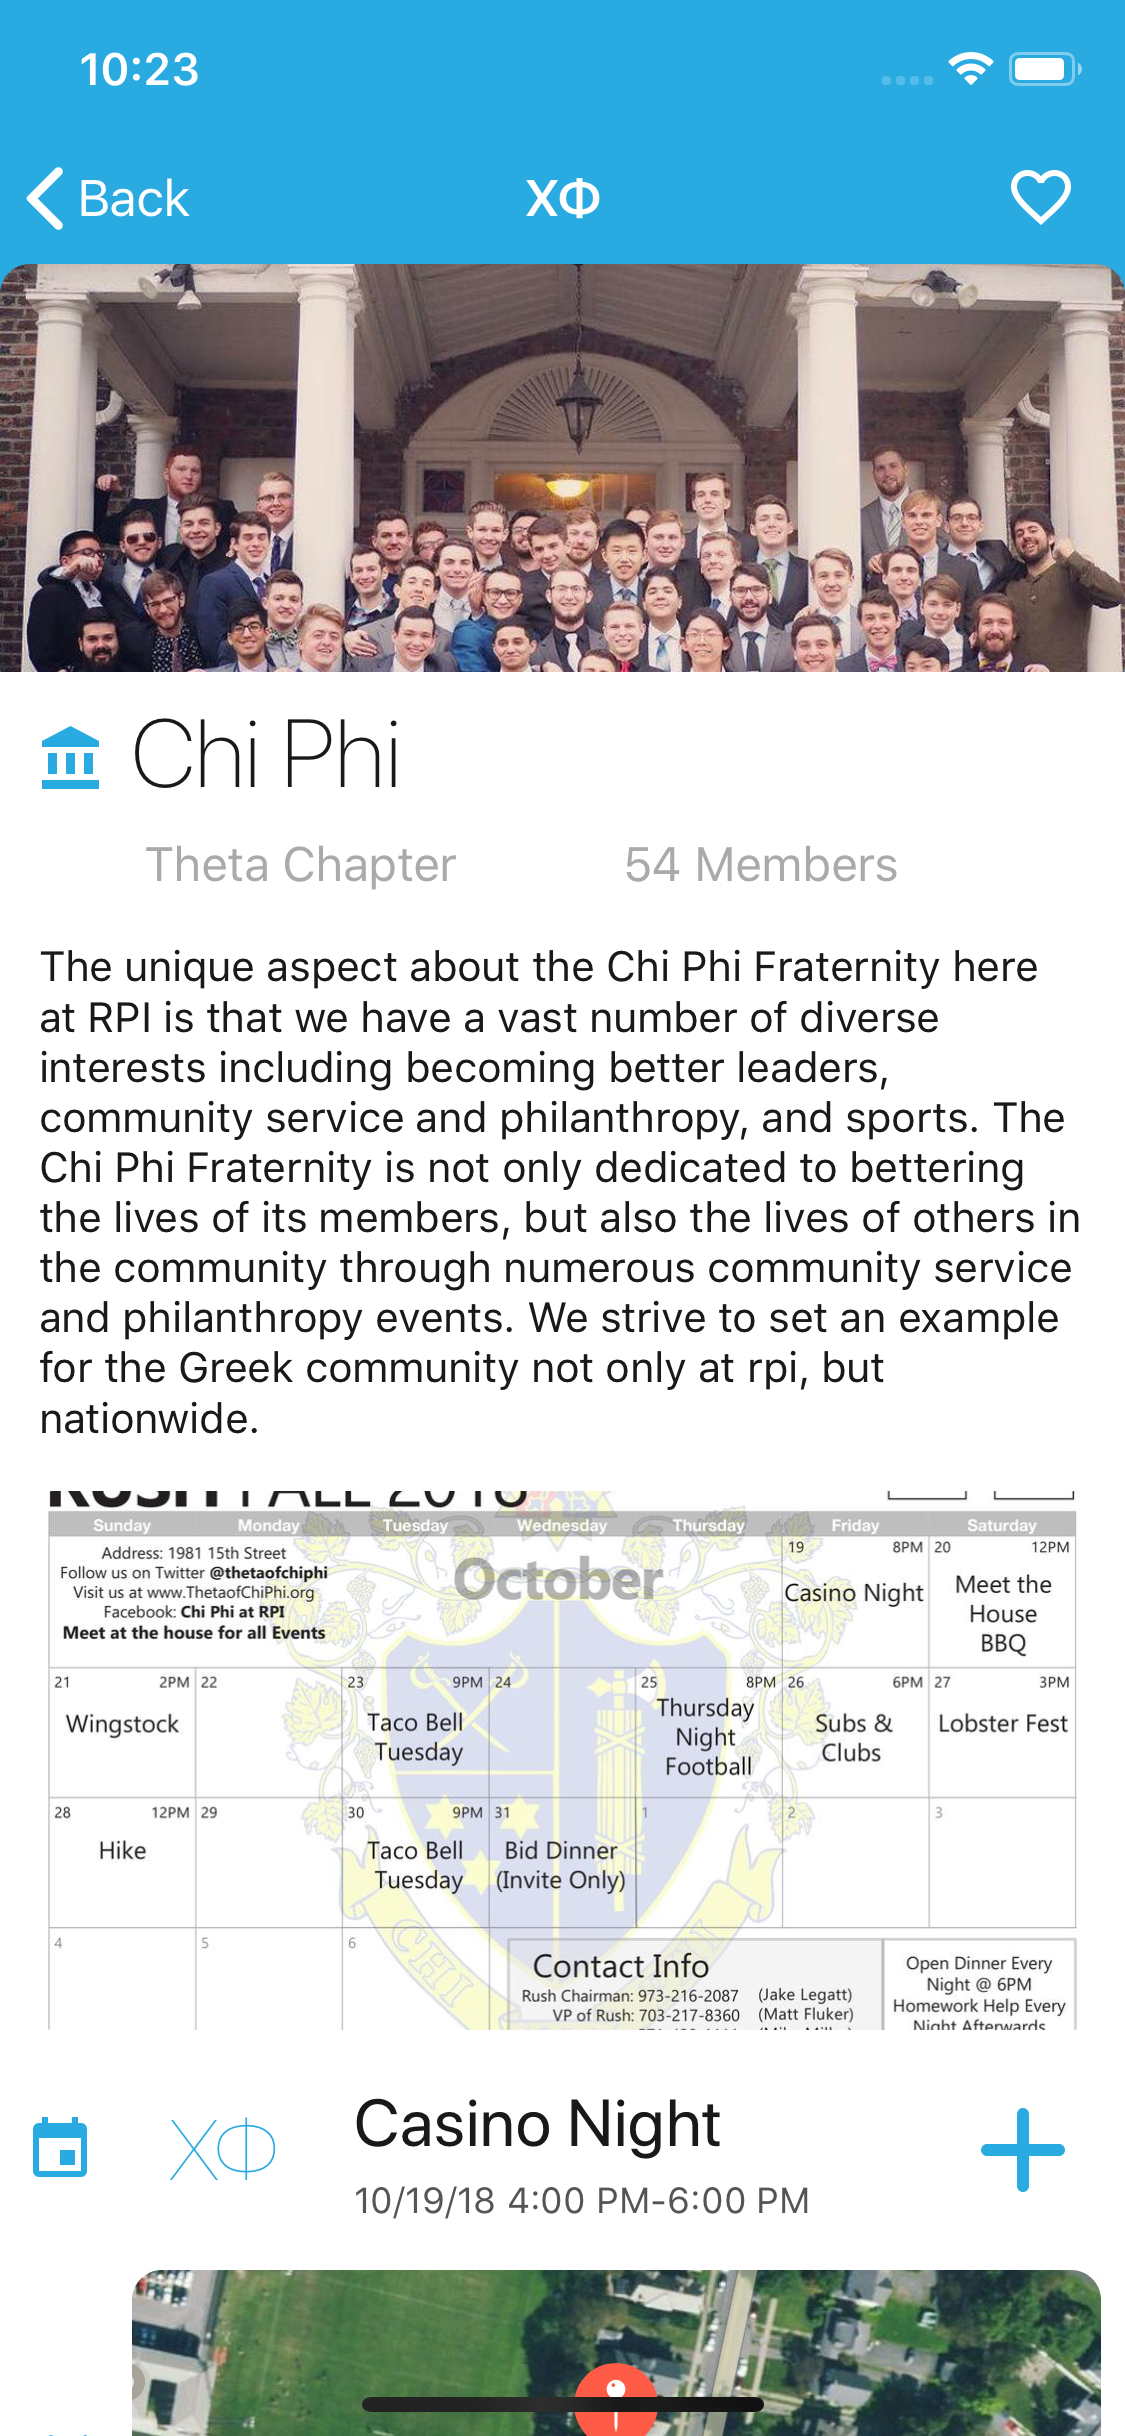 10:23
Back
ΧΦ
Chi Phi
Theta Chapter
54 Members
The unique aspect about the Chi Phi Fraternity here
at RPI is that we have a vast number of diverse
interests including becoming better leaders,
community service and philanthropy, and sports. The
Chi Phi Fraternity is not only dedicated to bettering
the lives of its members, but also the lives of others in
the community through numerous community service
and philanthropy events. We strive to set an example
for the Greek community not only at rpi, but
nationwide.
RUSH FALL 2018
Sunday Monday Tuesday Wednesday Thursday Friday Saturday
Address: 1981 15th Street
Follow us on Twitter @thetaofchiphi
Visit us at www.ThetaofChiPhi.org
Facebook: Chi Phi at RPI
Meet at the house for all Events
October
19 8PM
Casino Night
20 12PM
Meet the
House
BBQ
21 2PM
Wingstock
22
23 9PM
Taco Bell
Tuesday
24
25 8PM
Thursday
Night
Football
26 6PM
Subs &
Clubs
27 3PM
Lobster Fest
28 12PM
Hike
29
30 9PM
Taco Bell
Tuesday
31
Bid Dinner
(Invite Only)
1
2
3
4
5
6
CHI
PHI
Contact Info
Rush Chairman: 973-216-2087 (Jake Legatt)
VP of Rush: 703-217-8360 (Matt Fluker)
Open Dinner Every
Night @ 6PM
Homework Help Every
Night Afterwards
ΧΦ
Casino Night
10/19/18 4:00 PM-6:00 PM